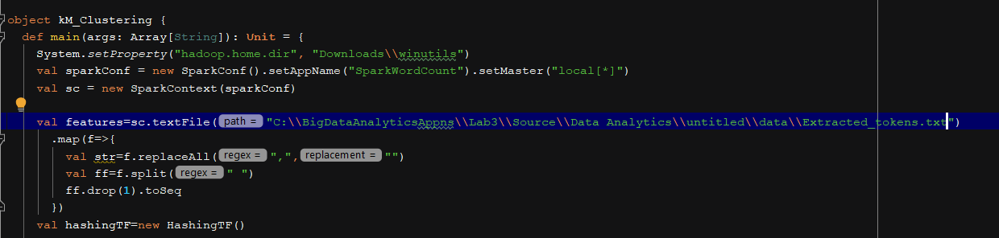 object kM_Clustering {
def main(args: Array[String]): Unit = {
System.setProperty("hadoop.home.dir", "Downloads\\winutils")
val sparkConf = new SparkConf().setAppName("SparkWordCount").setMaster("local[*]")
val sc = new SparkContext(sparkConf)
val features=sc.textFile( path = "C:\\BigDataAnalyticsAppns\\Lab3\\Source\\Data Analytics\\untitled\\data\\Extracted_tokens.txt")
.map(f=>{
val str=f.replaceAll( regex = ",", replacement = "")
val ff=f.split( regex = " ")
ff.drop(1).toSeq
})
val hashingTF=new HashingTF()